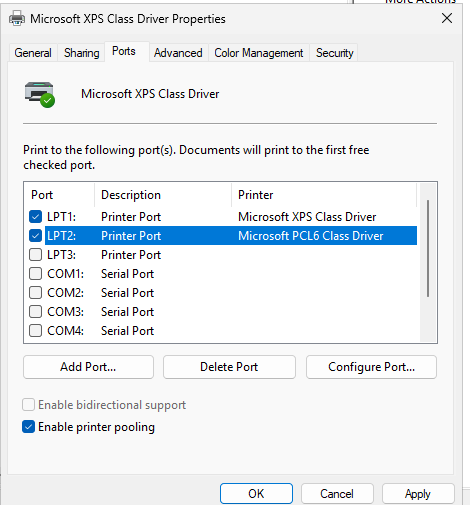 More Actions
Microsoft XPS Class Driver Properties
General Sharing Ports Advanced Color Management Security
Microsoft XPS Class Driver
Print to the following port(s). Documents will print to the first free
checked port.
Port Description Printer
LPT1: Printer Port Microsoft XPS Class Driver
LPT2: Printer Port Microsoft PCL6 Class Driver
LPT3: Printer Port
COM1: Serial Port
COM2: Serial Port
COM3: Serial Port
COM4: Serial Port
Add Port... Delete Port Configure Port...
Enable bidirectional support
Enable printer pooling
OK Cancel Apply